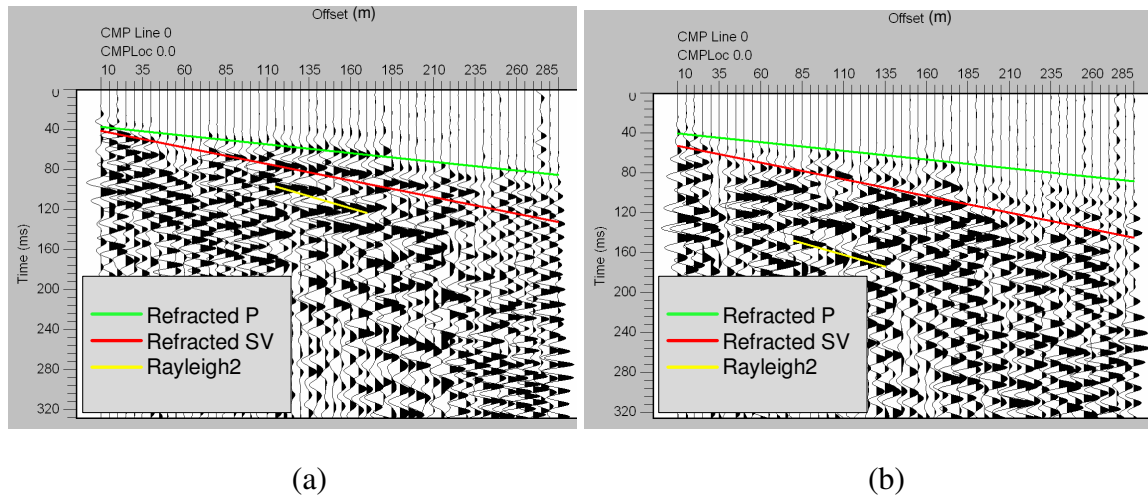 Offset (m)
CMP Line 0
CMPLoc 0.0
10 35 60 85 110 135 160 185 210 235 260 285
0
40
80
120
160
200
240
280
320
Time (ms)
Refracted P
Refracted SV
Rayleigh2
(a)
Offset (m)
CMP Line 0
CMPLoc 0.0
10 35 60 85 110 135 160 185 210 235 260 285
0
40
80
120
160
200
240
280
320
Time (ms)
Refracted P
Refracted SV
Rayleigh2
(b)